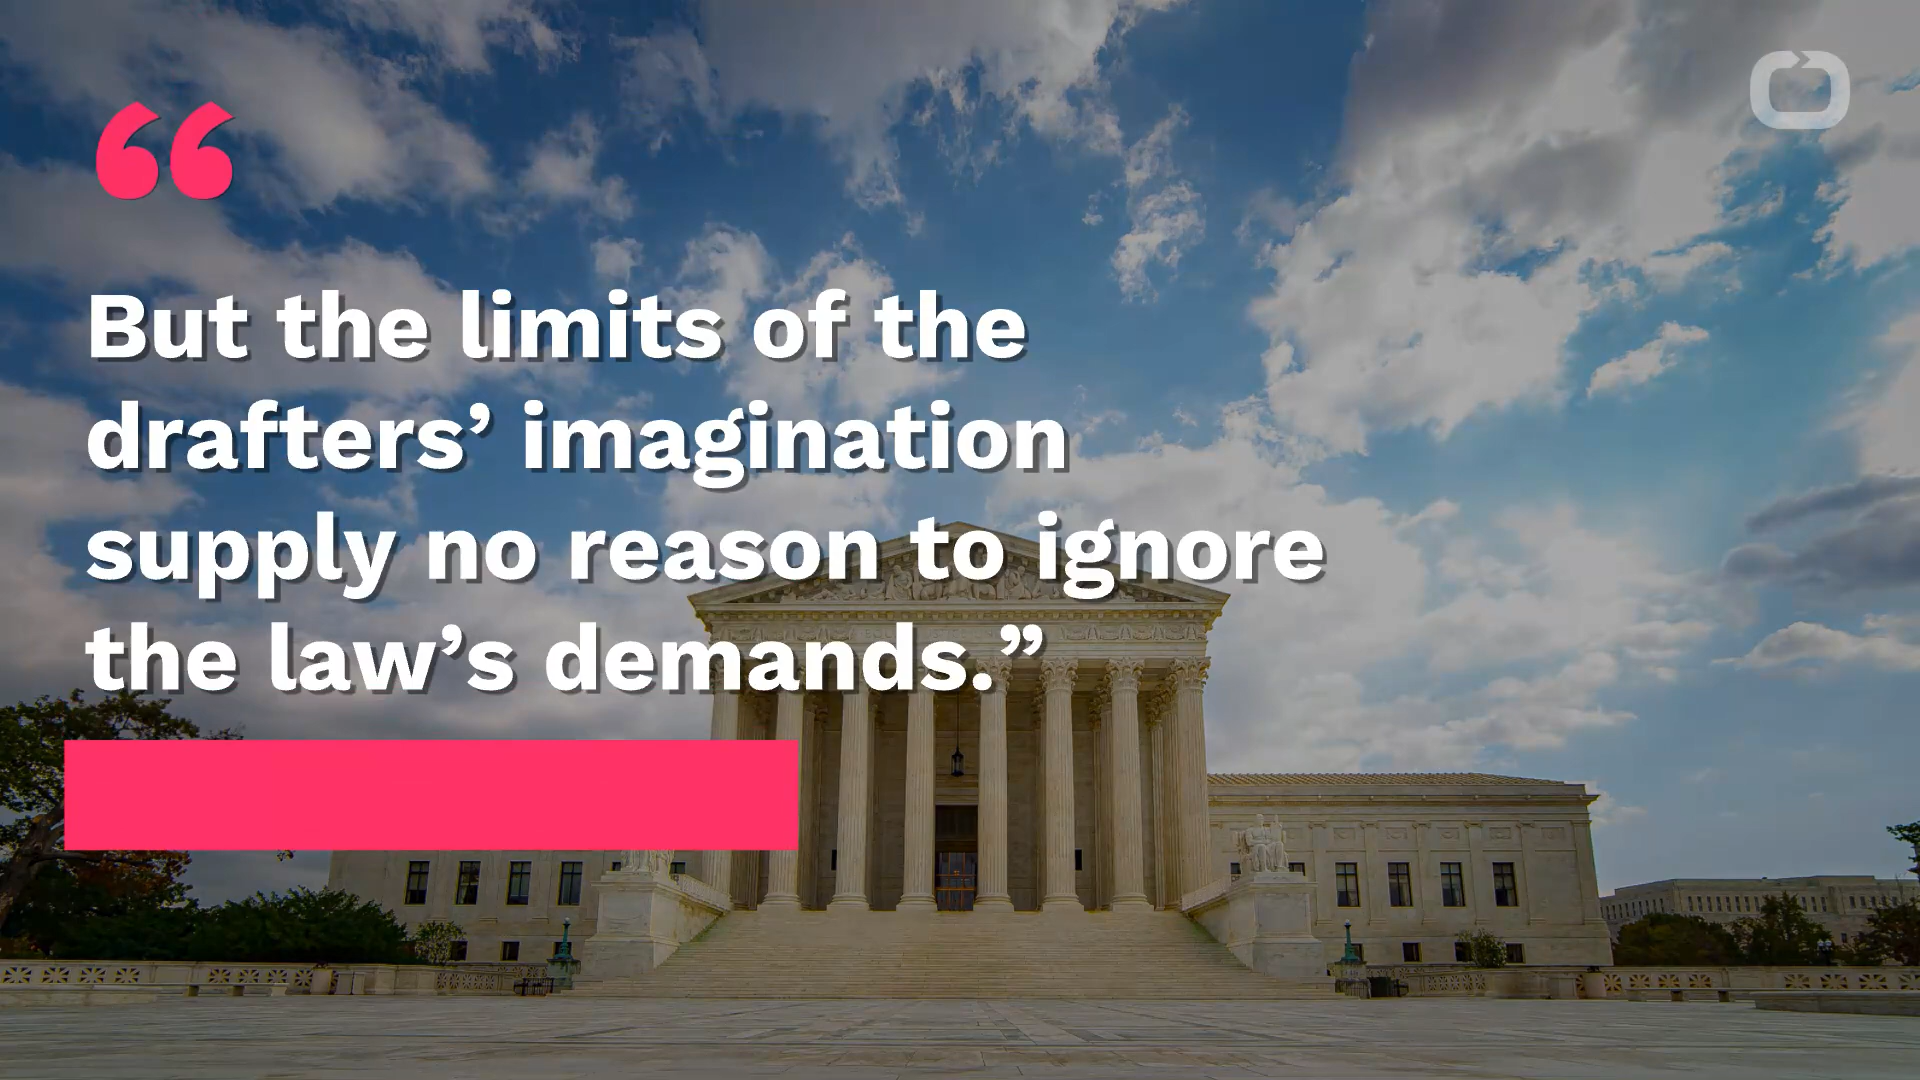 “
But the limits of the
drafters’ imagination
supply no reason to ignore
the law’s demands.”